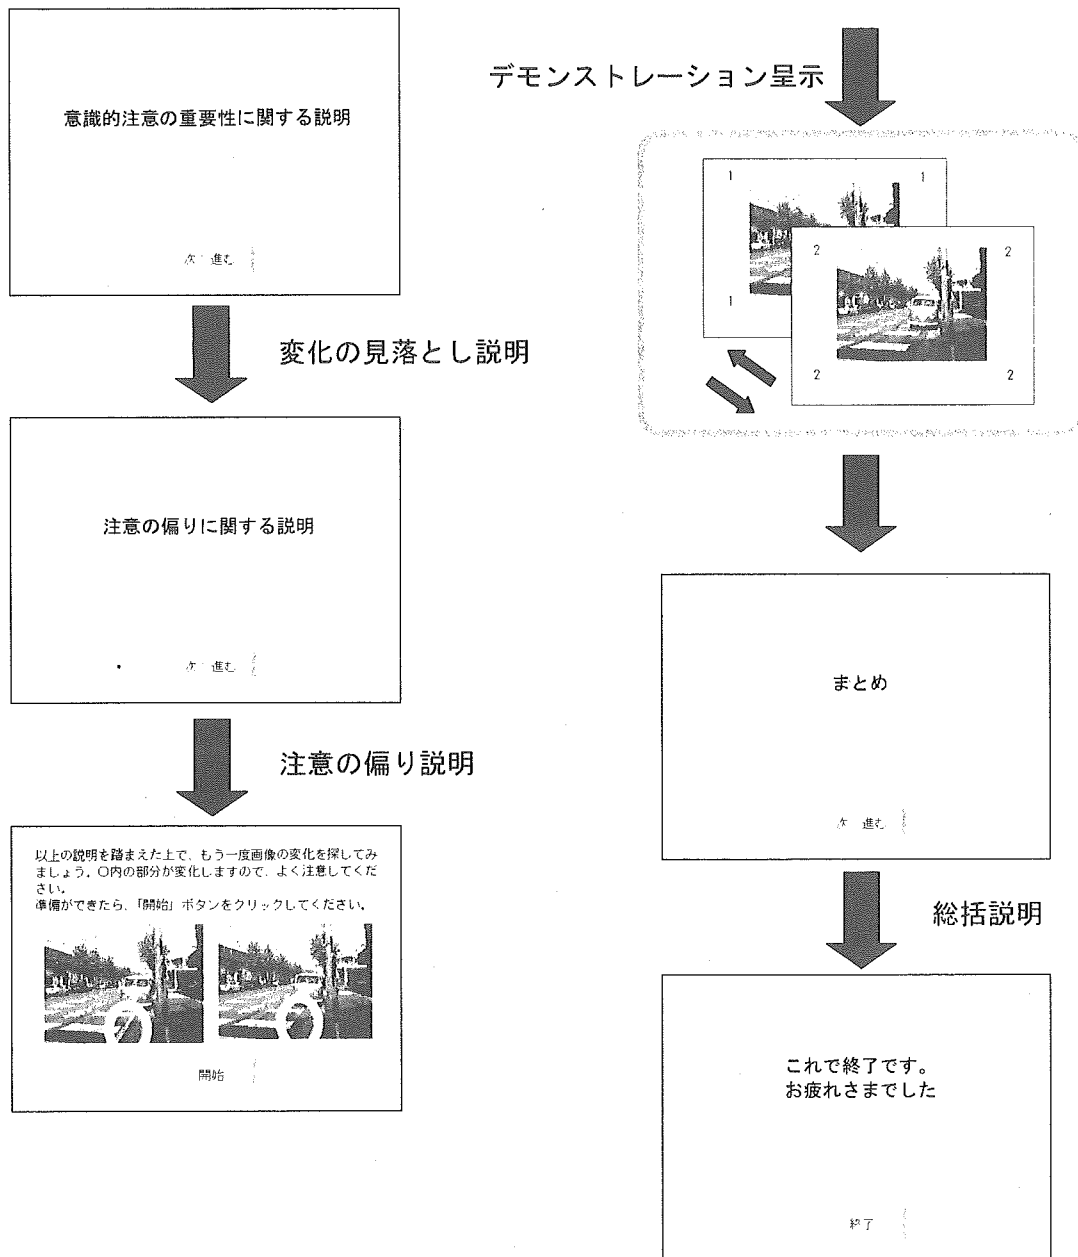 意識的注意の重要性に関する説明
次 進む
変化の見落とし説明
注意の偏りに関する説明
次 進む
注意の偏り説明
以上の説明を踏まえた上で、もう一度画像の変化を探してみ
ましょう。〇内の部分が変化しますので、よく注意してくだ
さい。
準備ができたら、「開始」ボタンをクリックしてください。
開始
デモンストレーション呈示
1 1
1
2 2
2 2
まとめ
次 進む
総括説明
これで終了です。
お疲れさまでした
終了